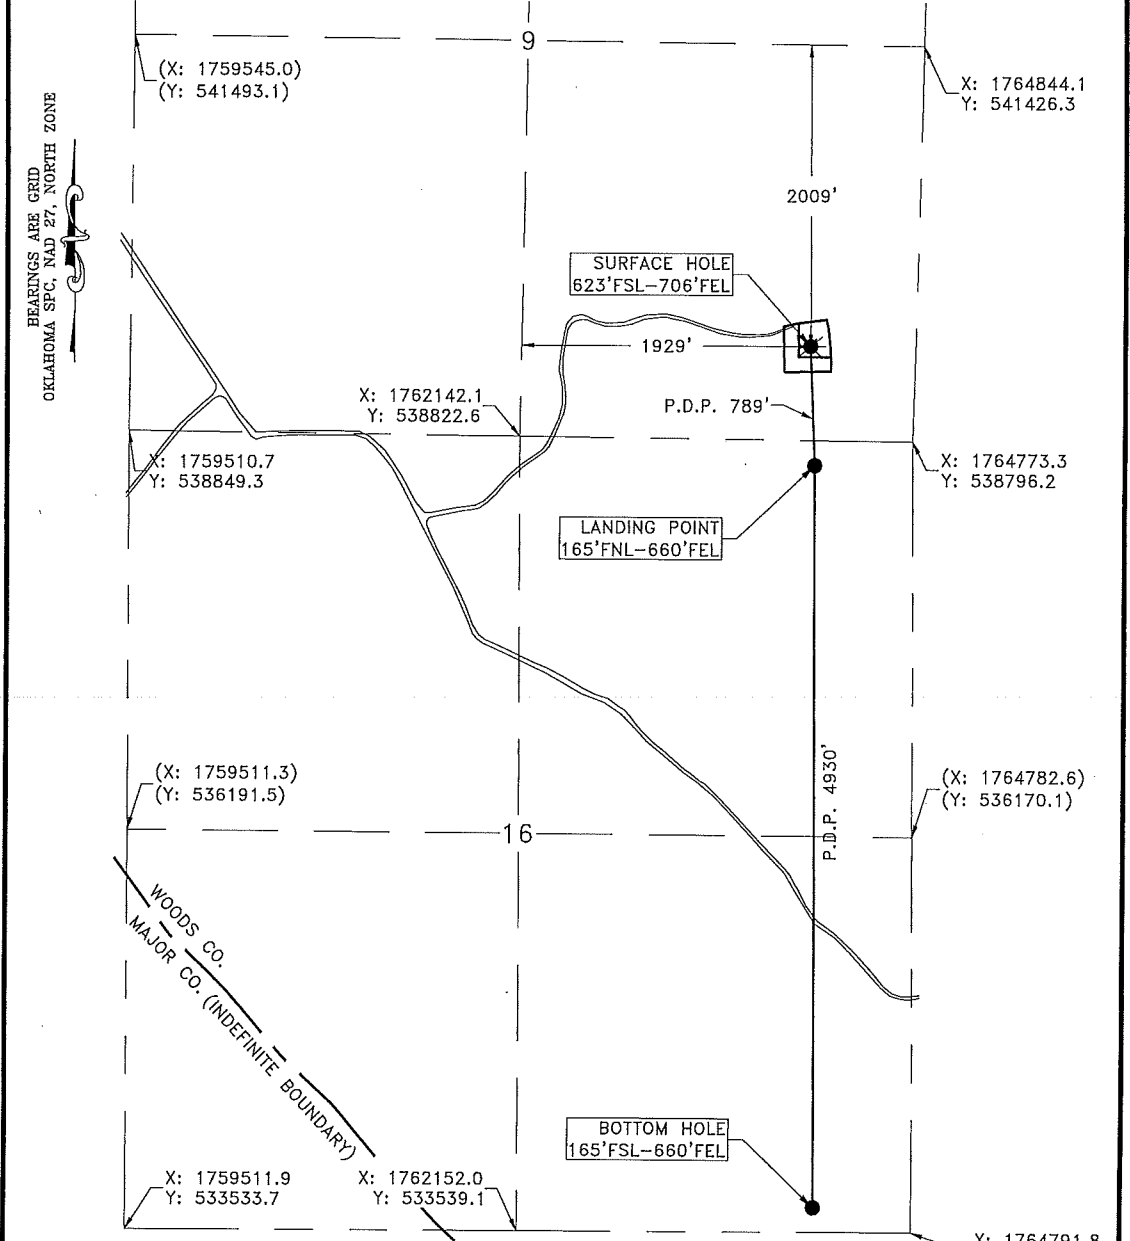 9
(X: 1759545.0)
(Y: 541493.1)
X: 1764844.1
Y: 541426.3
BEARINGS ARE GRID
OKLAHOMA SPC, NAD 27, NORTH ZONE
2009'
SURFACE HOLE
623'FSL-706'FEL
1929'
X: 1762142.1
Y: 538822.6
P.D.P. 789'
X: 1759510.7
Y: 538849.3
X: 1764773.3
Y: 538796.2
LANDING POINT
165'FNL-660'FEL
(X: 1759511.3)
(Y: 536191.5)
P.D.P. 4930'
(X: 1764782.6)
(Y: 536170.1)
16
WOODS CO.
MAJOR CO. (INDEFINITE BOUNDARY)
BOTTOM HOLE
165'FSL-660'FEL
X: 1759511.9
Y: 533533.7
X: 1762152.0
Y: 533539.1
X: 1764791.8